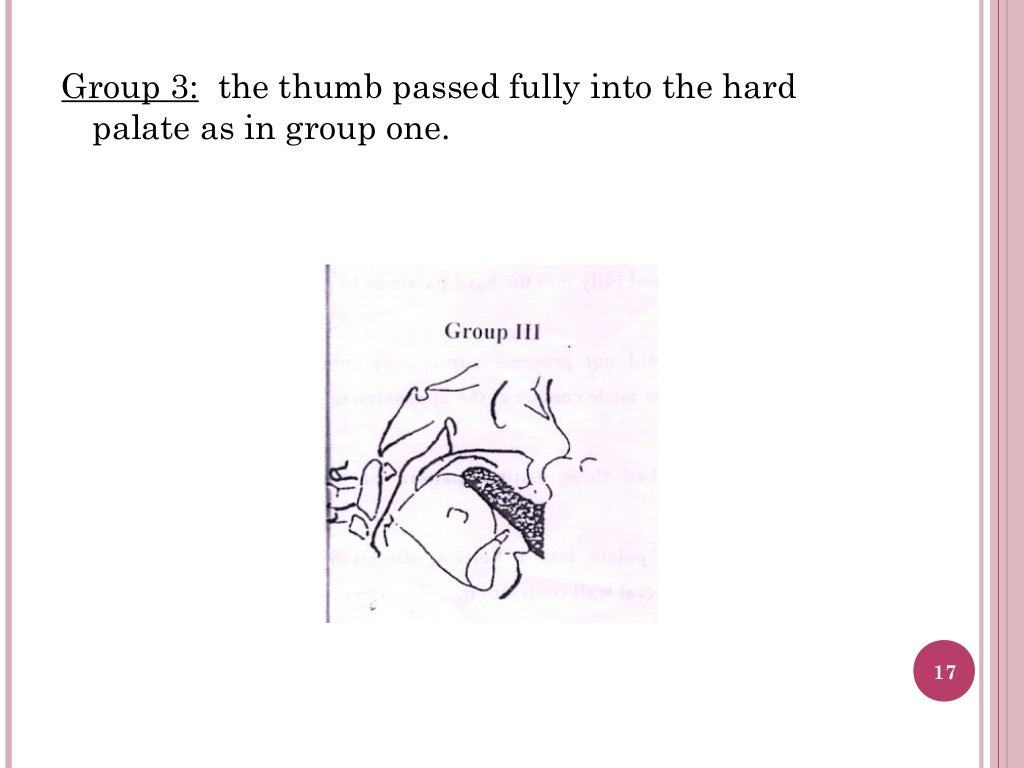 Group 3: the thumb passed fully into the hard
palate as in group one.
Group III
17